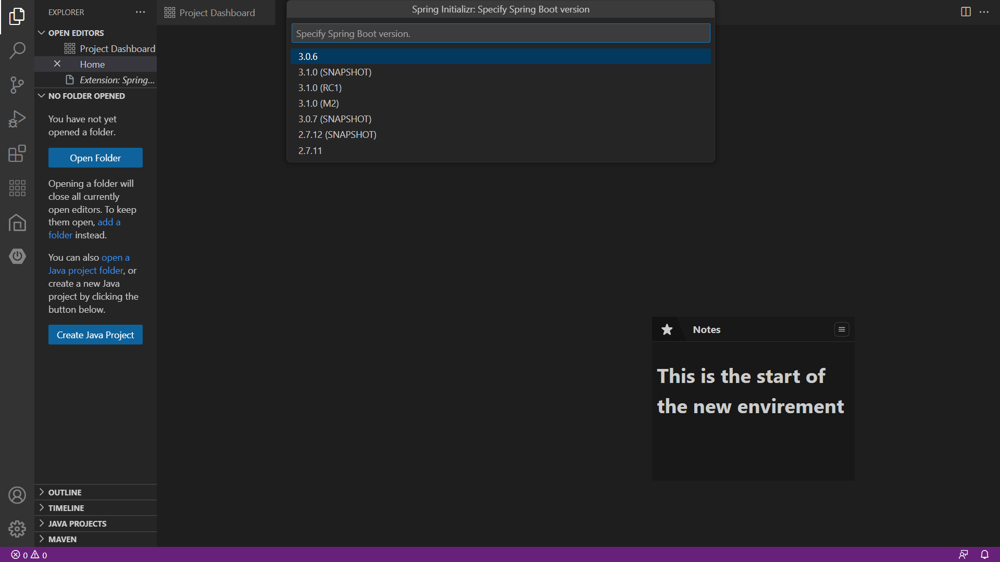 EXPLORER
Project Dashboard
Spring Initializr: Specify Spring Boot version
Specify Spring Boot version.
3.0.6
3.1.0 (SNAPSHOT)
3.1.0 (RC1)
3.1.0 (M2)
3.0.7 (SNAPSHOT)
2.7.12 (SNAPSHOT)
2.7.11
OPEN EDITORS
Project Dashboard
Home
Extension: Spring...
NO FOLDER OPENED
You have not yet
opened a folder.
Open Folder
Opening a folder will
close all currently
open editors. To keep
them open, add a
folder instead.
You can also open a
Java project folder, or
create a new Java
project by clicking the
button below.
Create Java Project
Notes
This is the start of
the new envirement
OUTLINE
TIMELINE
JAVA PROJECTS
MAVEN
0 0